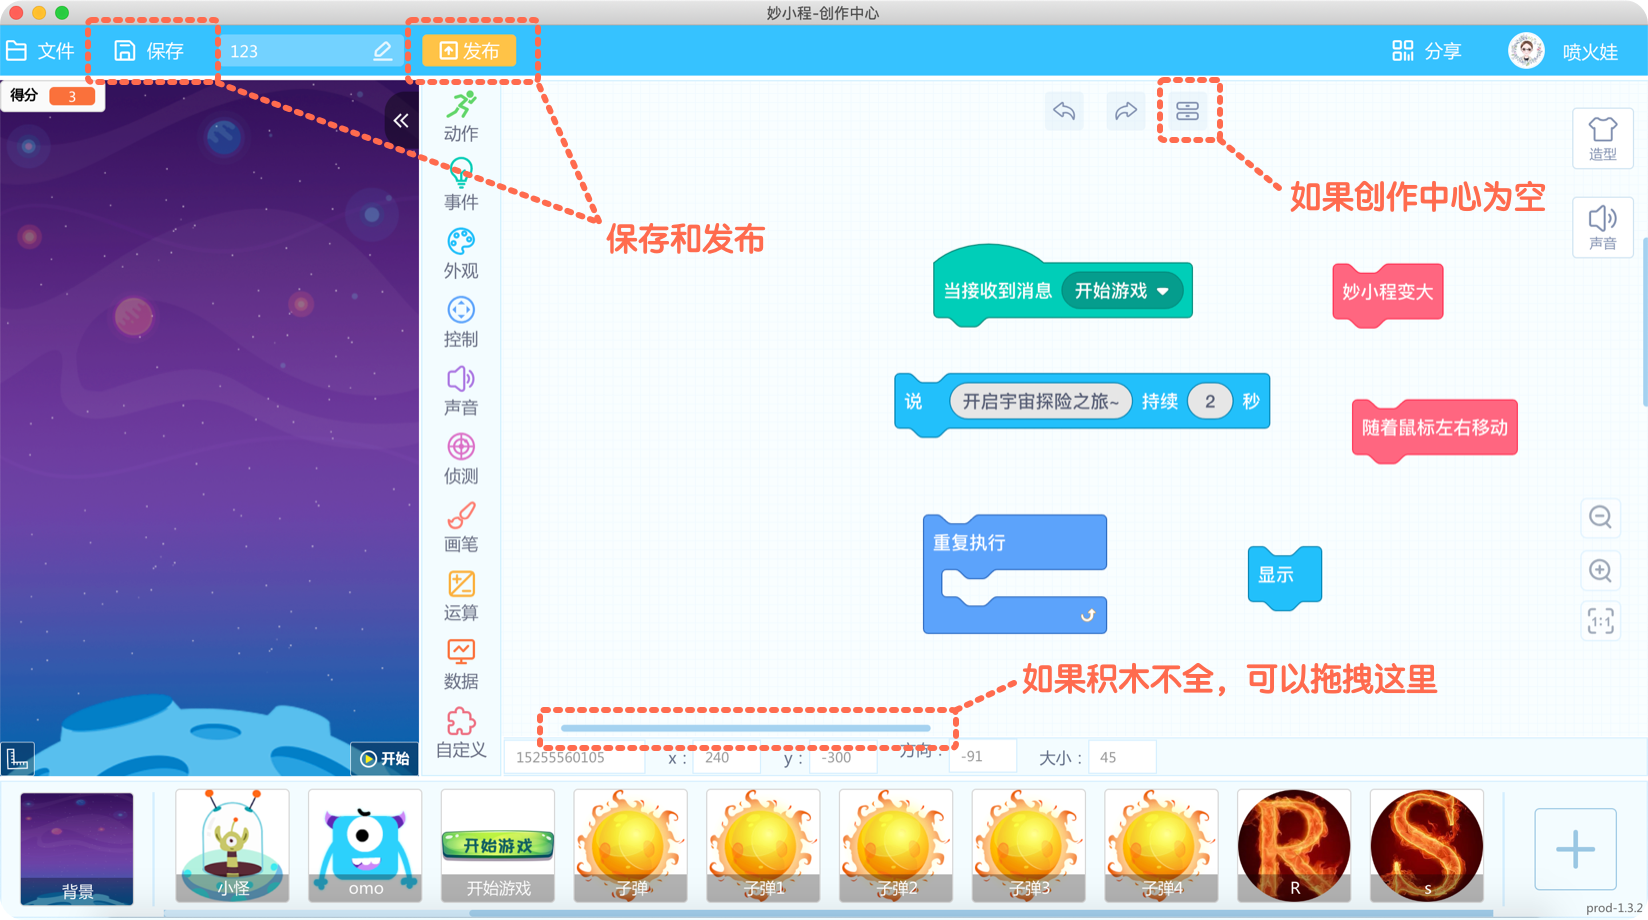 妙小程-创作中心
文件
保存
123
发布
分享
喷火娃
得分 3
动作
事件
外观
控制
声音
侦测
画笔
运算
数据
自定义
造型
声音
如果创作中心为空
保存和发布
当接收到消息 开始游戏
妙小程变大
说 开启宇宙探险之旅~ 持续 2 秒
随着鼠标左右移动
重复执行
显示
1:1
如果积木不全，可以拖拽这里
开始
15255560105 x： 240 y： -300 方向： -91 大小： 45
背景
小怪
omo
开始游戏
开始游戏
子弹
子弹1
子弹2
子弹3
子弹4
R
R
S
s
prod-1.3.2